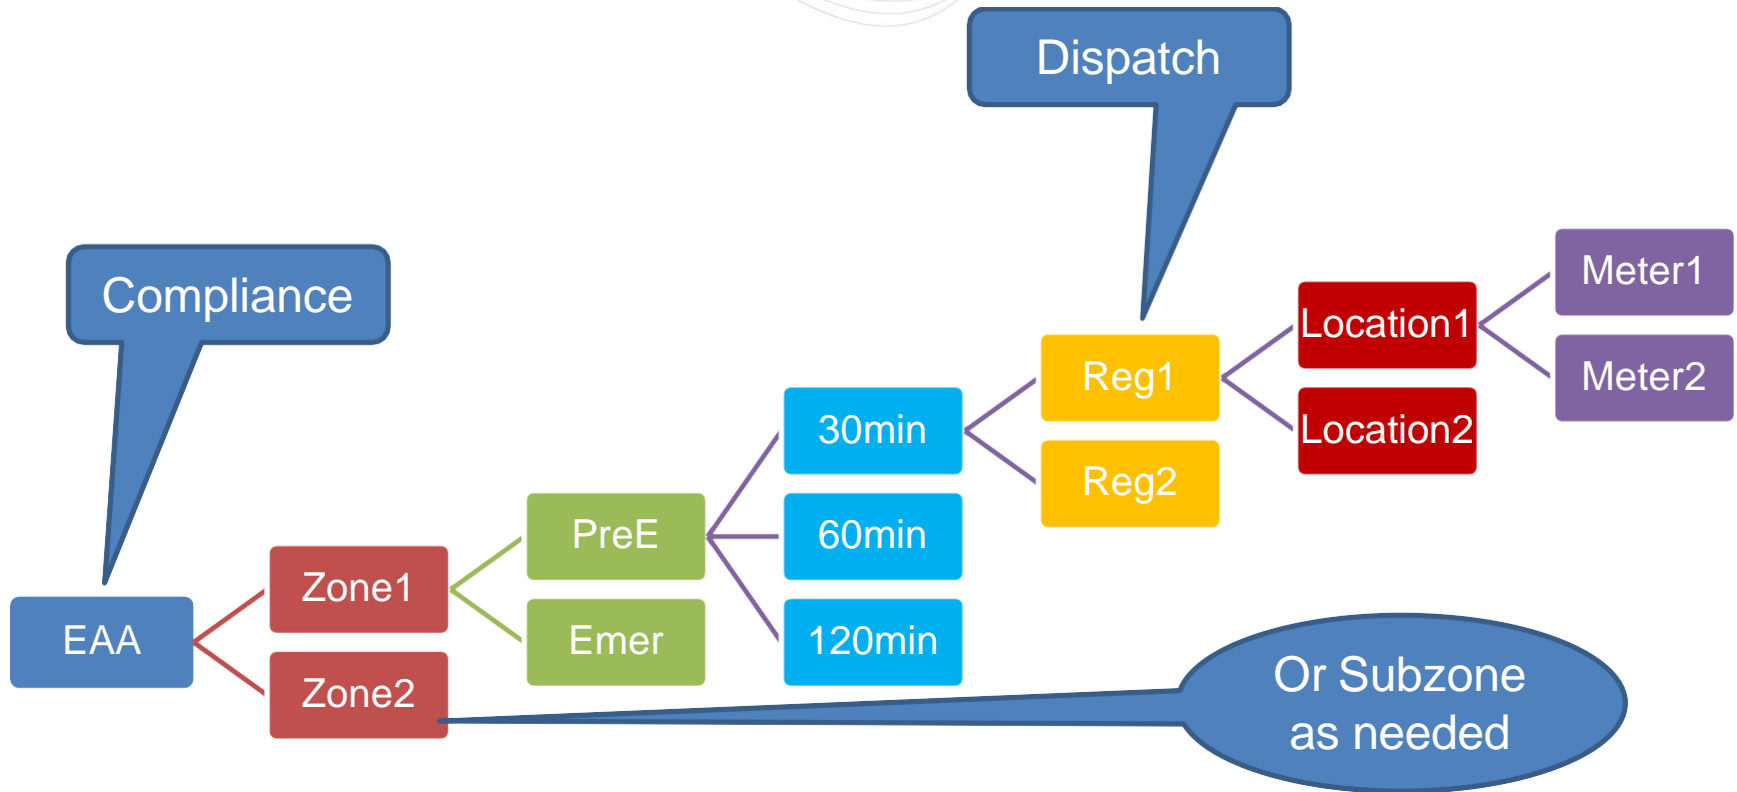 Dispatch
Compliance
Meter1
Location1
Reg1
Meter2
30min
Location2
Reg2
PreE
60min
Zone1
EAA
Emer
120min
Zone2
Or Subzone
as needed